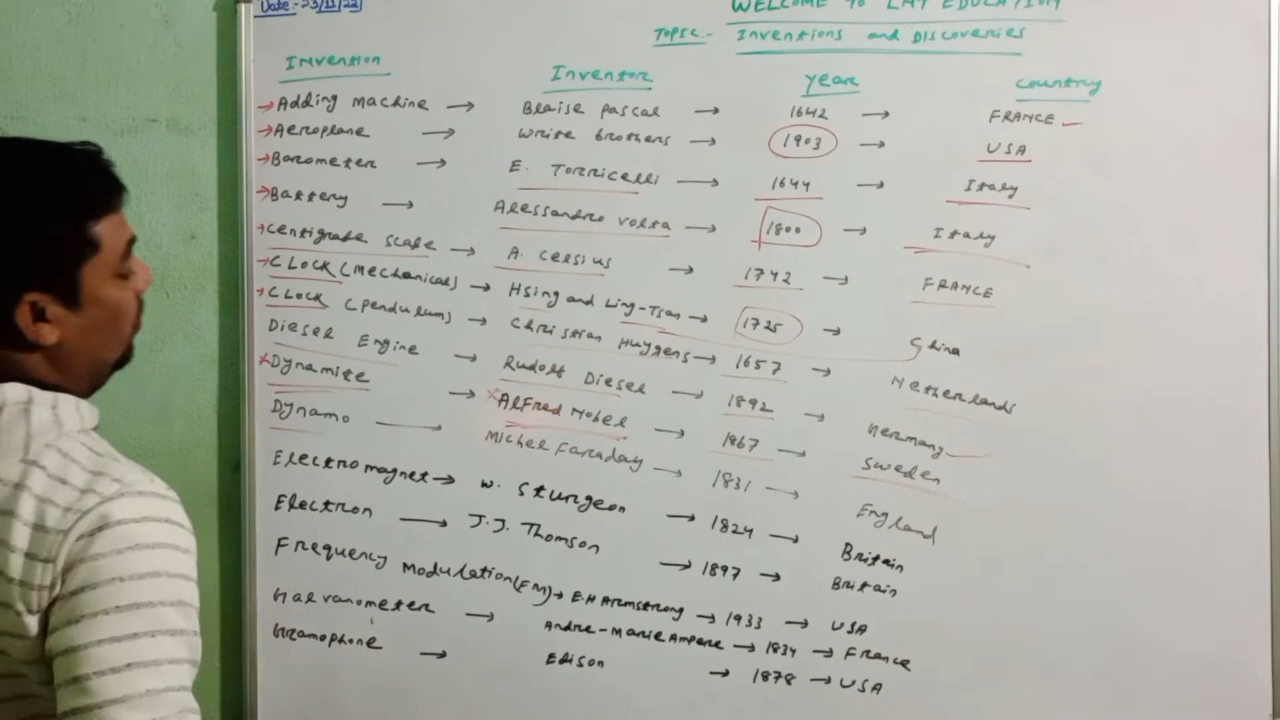 Date:- 23/11/22
WELCOME TO LMT EDUCATION
TOPIC:- Inventions and DISCOVERIES
Invention Inventor year country
→ Adding machine → Blaise pascal → 1642 → FRANCE
→ Aeroplane → Write brothers → 1903 → USA
→ Barometer → E. Torricelli → 1644 → Italy
→ Battery → Alessandro volta → 1800 → Italy
→ centigrade scale → A. celsius → 1742 → FRANCE
→ CLOCK (Mechanical) → Hsing and Ling-Tsan → 1725 → China
→ CLOCK (pendulum) → Christian Huygens → 1657 → Netherlands
Diesel Engine → Rudolf Diesel → 1892 → Germany
Dynamite → Alfred Nobel → 1867 → Sweden
Dynamo → Michel Faraday → 1831 → England
Electromagnet → W. Sturgeon → 1824 → Britain
Electron → J.J. Thomson → 1897 → Britain
Frequency Modulation(FM) → E.H Armstrong → 1933 → USA
Galvanometer → Andre-Marie Ampere → 1834 → France
Gramophone → Edison → 1878 → USA